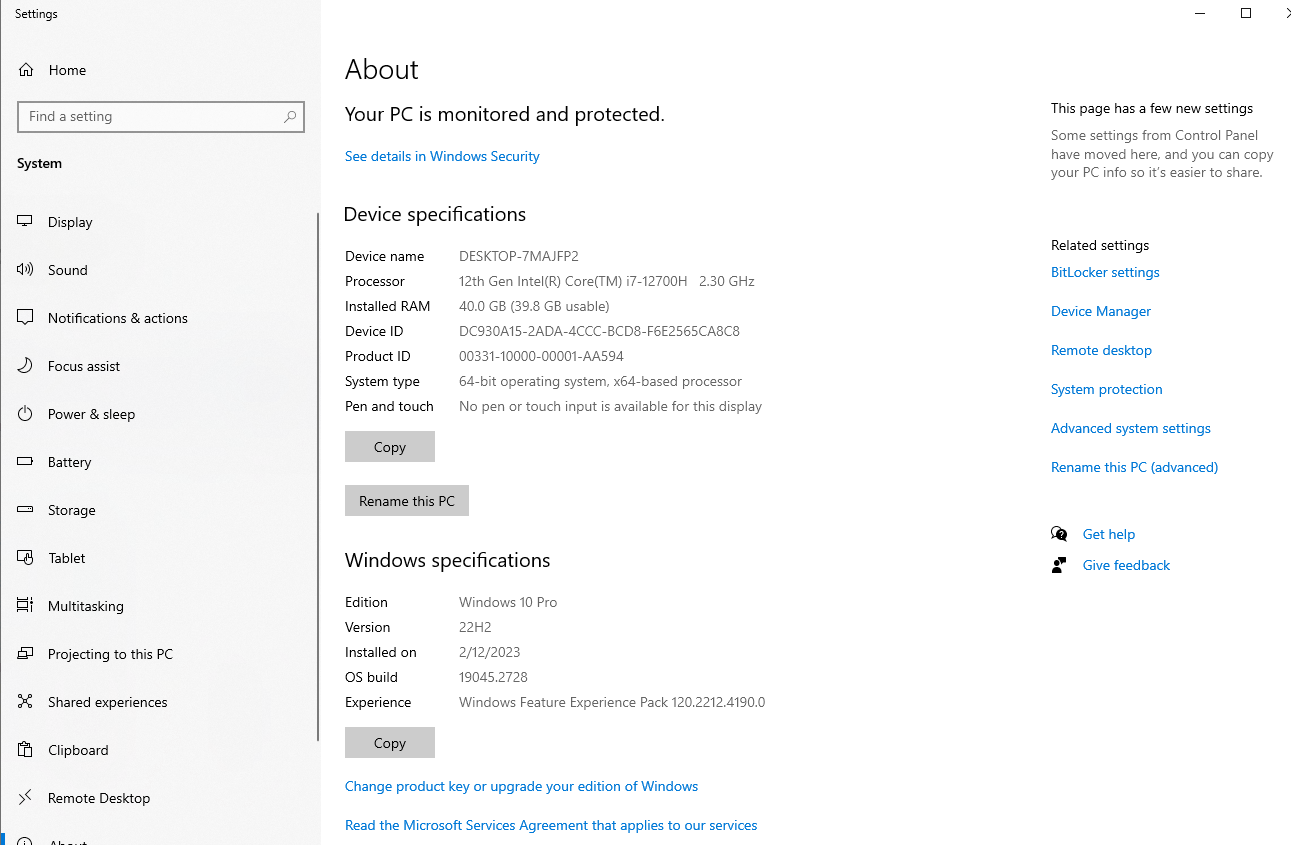 Settings
Home
Find a setting
System
Display
Sound
Notifications & actions
Focus assist
Power & sleep
Battery
Storage
Tablet
Multitasking
Projecting to this PC
Shared experiences
Clipboard
Remote Desktop
About
About
Your PC is monitored and protected.
See details in Windows Security
Device specifications
Device name DESKTOP-7MAJFP2
Processor 12th Gen Intel(R) Core(TM) i7-12700H 2.30 GHz
Installed RAM 40.0 GB (39.8 GB usable)
Device ID DC930A15-2ADA-4CCC-BCD8-F6E2565CA8C8
Product ID 00331-10000-00001-AA594
System type 64-bit operating system, x64-based processor
Pen and touch No pen or touch input is available for this display
Copy
Rename this PC
Windows specifications
Edition Windows 10 Pro
Version 22H2
Installed on 2/12/2023
OS build 19045.2728
Experience Windows Feature Experience Pack 120.2212.4190.0
Copy
Change product key or upgrade your edition of Windows
Read the Microsoft Services Agreement that applies to our services
This page has a few new settings
Some settings from Control Panel
have moved here, and you can copy
your PC info so it's easier to share.
Related settings
BitLocker settings
Device Manager
Remote desktop
System protection
Advanced system settings
Rename this PC (advanced)
Get help
Give feedback